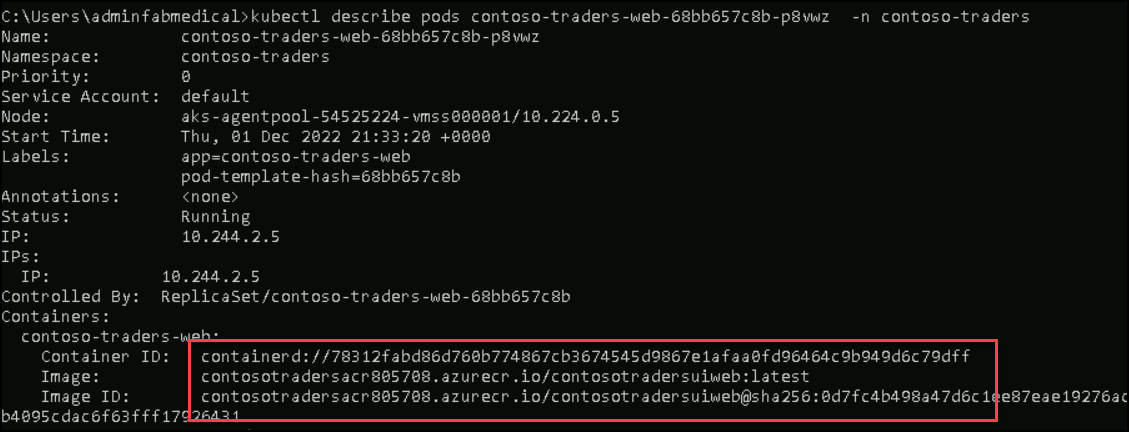 C:\Users\adminfabmedical>kubectl describe pods contoso-traders-web-68bb657c8b-p8vwz  -n contoso-traders
Name:             contoso-traders-web-68bb657c8b-p8vwz
Namespace:        contoso-traders
Priority:         0
Service Account:  default
Node:             aks-agentpool-54525224-vmss000001/10.224.0.5
Start Time:       Thu, 01 Dec 2022 21:33:20 +0000
Labels:           app=contoso-traders-web
                  pod-template-hash=68bb657c8b
Annotations:      <none>
Status:           Running
IP:               10.244.2.5
IPs:
  IP:           10.244.2.5
Controlled By:  ReplicaSet/contoso-traders-web-68bb657c8b
Containers:
  contoso-traders-web:
    Container ID:   containerd://78312fabd86d760b774867cb3674545d9867e1afaa0fd96464c9b949d6c79dff
    Image:          contosotradersacr805708.azurecr.io/contosotradersuiweb:latest
    Image ID:       contosotradersacr805708.azurecr.io/contosotradersuiweb@sha256:0d7fc4b498a47d6c1ee87eae19276ac
b4095cdac6f63fff17926431